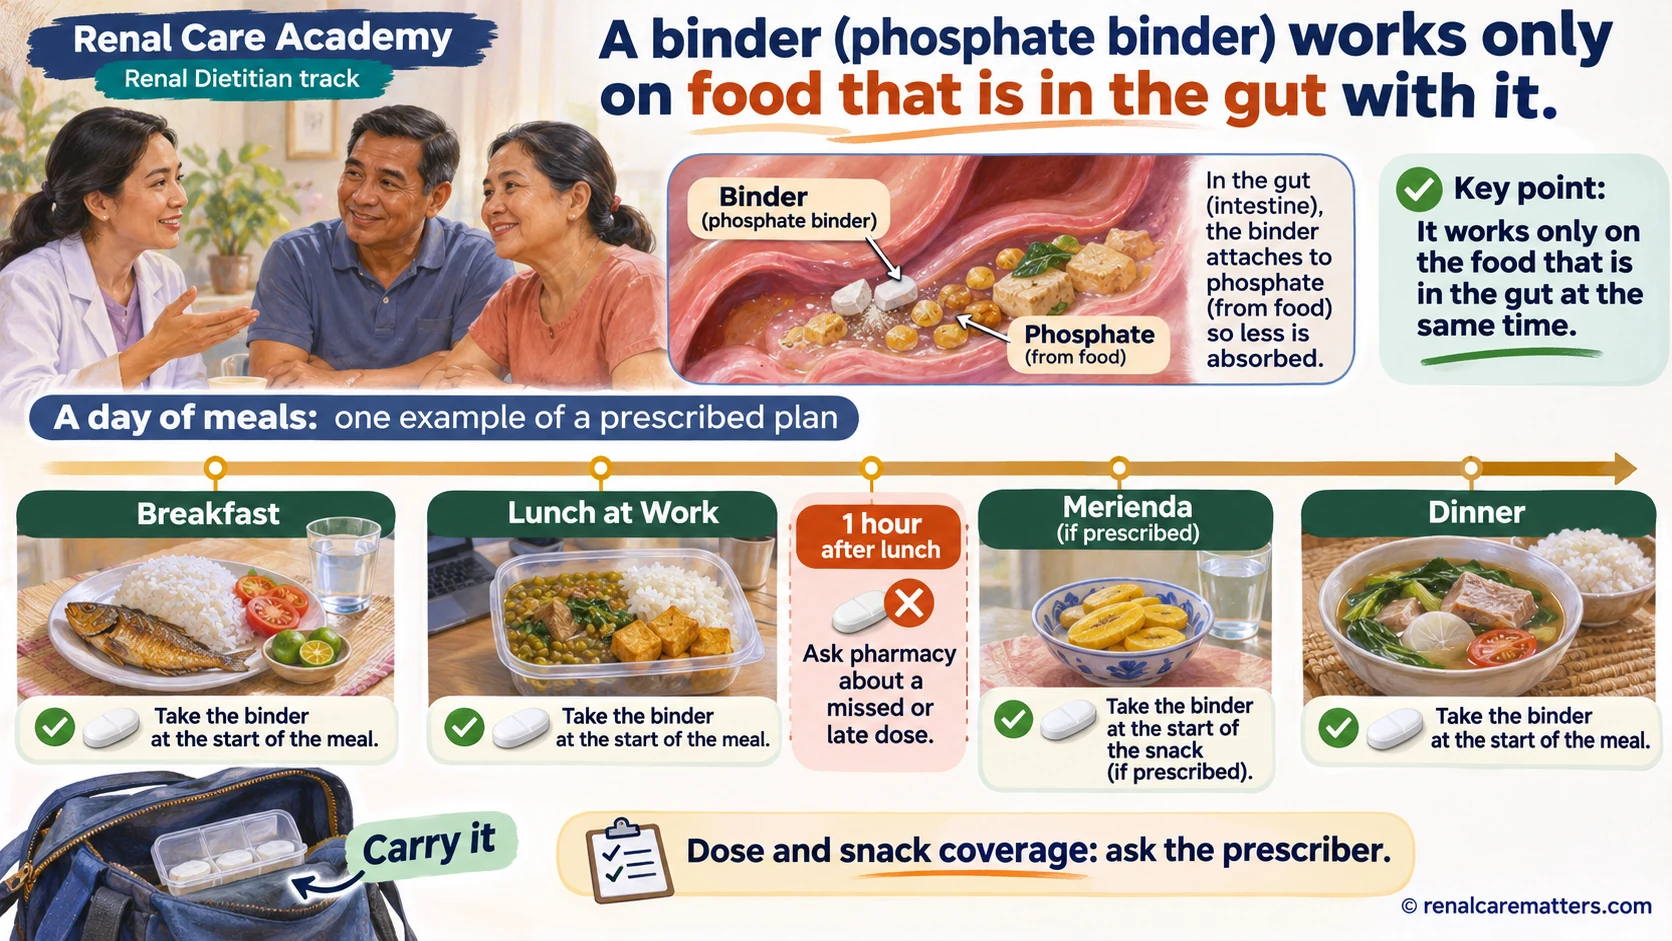 Renal Care Academy
Renal Dietitian track
A binder (phosphate binder) works only
on food that is in the gut with it.
Binder
(phosphate binder)
Phosphate
(from food)
In the gut
(intestine),
the binder
attaches to
phosphate
(from food)
so less is
absorbed.
Key point:
It works only on
the food that is
in the gut at the
same time.
A day of meals: one example of a prescribed plan
Breakfast
Take the binder
at the start of the meal.
Lunch at Work
Take the binder
at the start of the meal.
1 hour
after lunch
Ask pharmacy
about a
missed or
late dose.
Merienda
(if prescribed)
Take the binder
at the start of
the snack
(if prescribed).
Dinner
Take the binder
at the start of the meal.
Carry it
Dose and snack coverage: ask the prescriber.
© renalcarematters.com